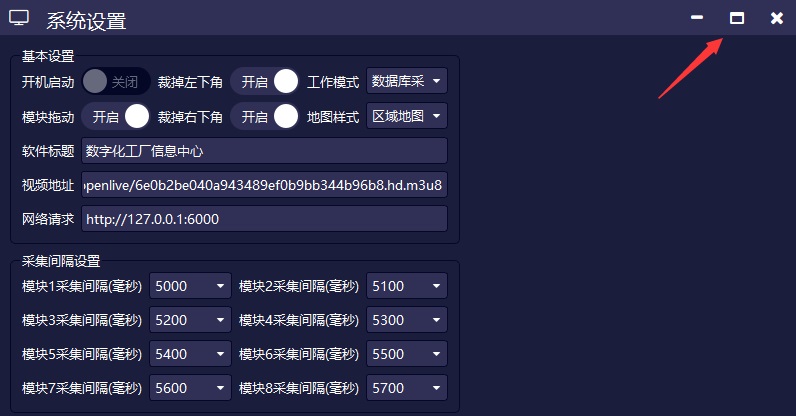 系统设置
基本设置
开机启动 关闭 裁掉左下角 开启 工作模式 数据库采
模块拖动 开启 裁掉右下角 开启 地图样式 区域地图
软件标题 数字化工厂信息中心
视频地址 openlive/6e0b2be040a943489ef0b9bb344b96b8.hd.m3u8
网络请求 http://127.0.0.1:6000
采集间隔设置
模块1采集间隔(毫秒) 5000 模块2采集间隔(毫秒) 5100
模块3采集间隔(毫秒) 5200 模块4采集间隔(毫秒) 5300
模块5采集间隔(毫秒) 5400 模块6采集间隔(毫秒) 5500
模块7采集间隔(毫秒) 5600 模块8采集间隔(毫秒) 5700